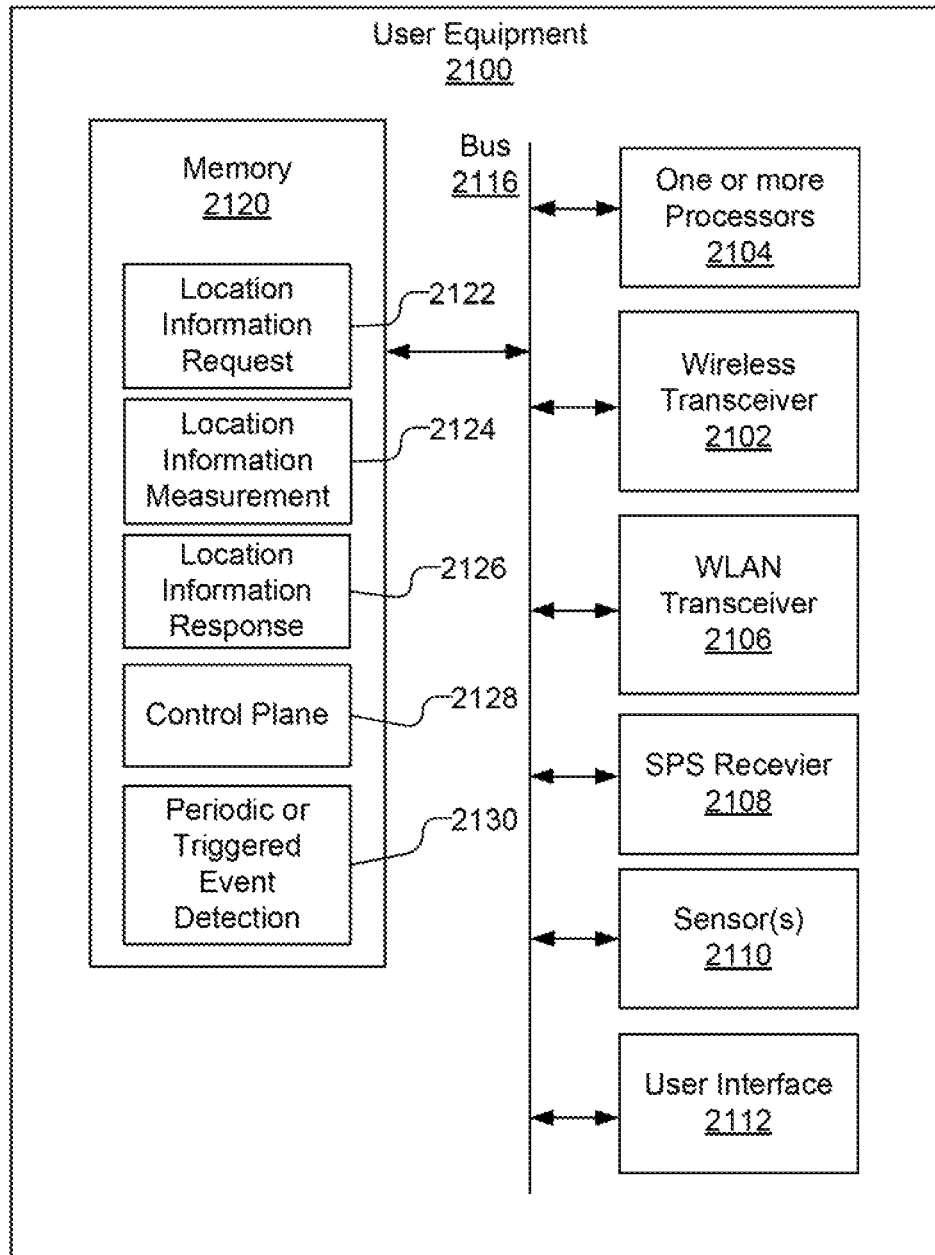 User Equipment
2100
Memory
2120
Location
Information
Request
2122
Location
Information
Measurement
2124
Location
Information
Response
2126
Control Plane
2128
Periodic or
Triggered
Event
Detection
2130
Bus
2116
One or more
Processors
2104
Wireless
Transceiver
2102
WLAN
Transceiver
2106
SPS Recevier
2108
Sensor(s)
2110
User Interface
2112